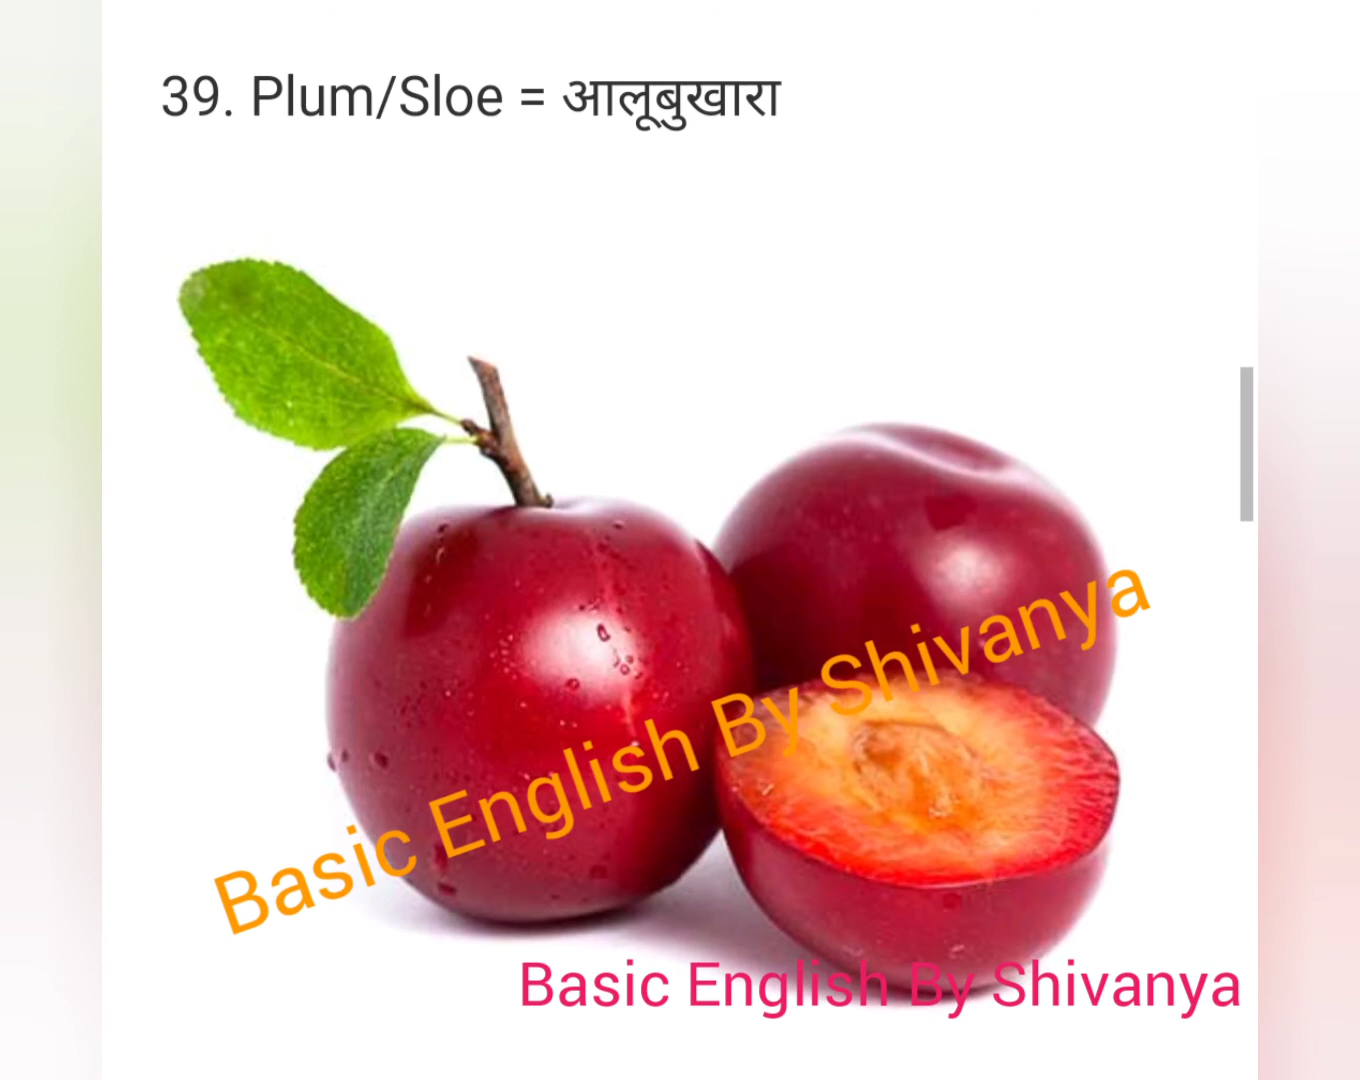 39. Plum/Sloe = आलूबुखारा
Basic English By Shivanya
Basic English By Shivanya